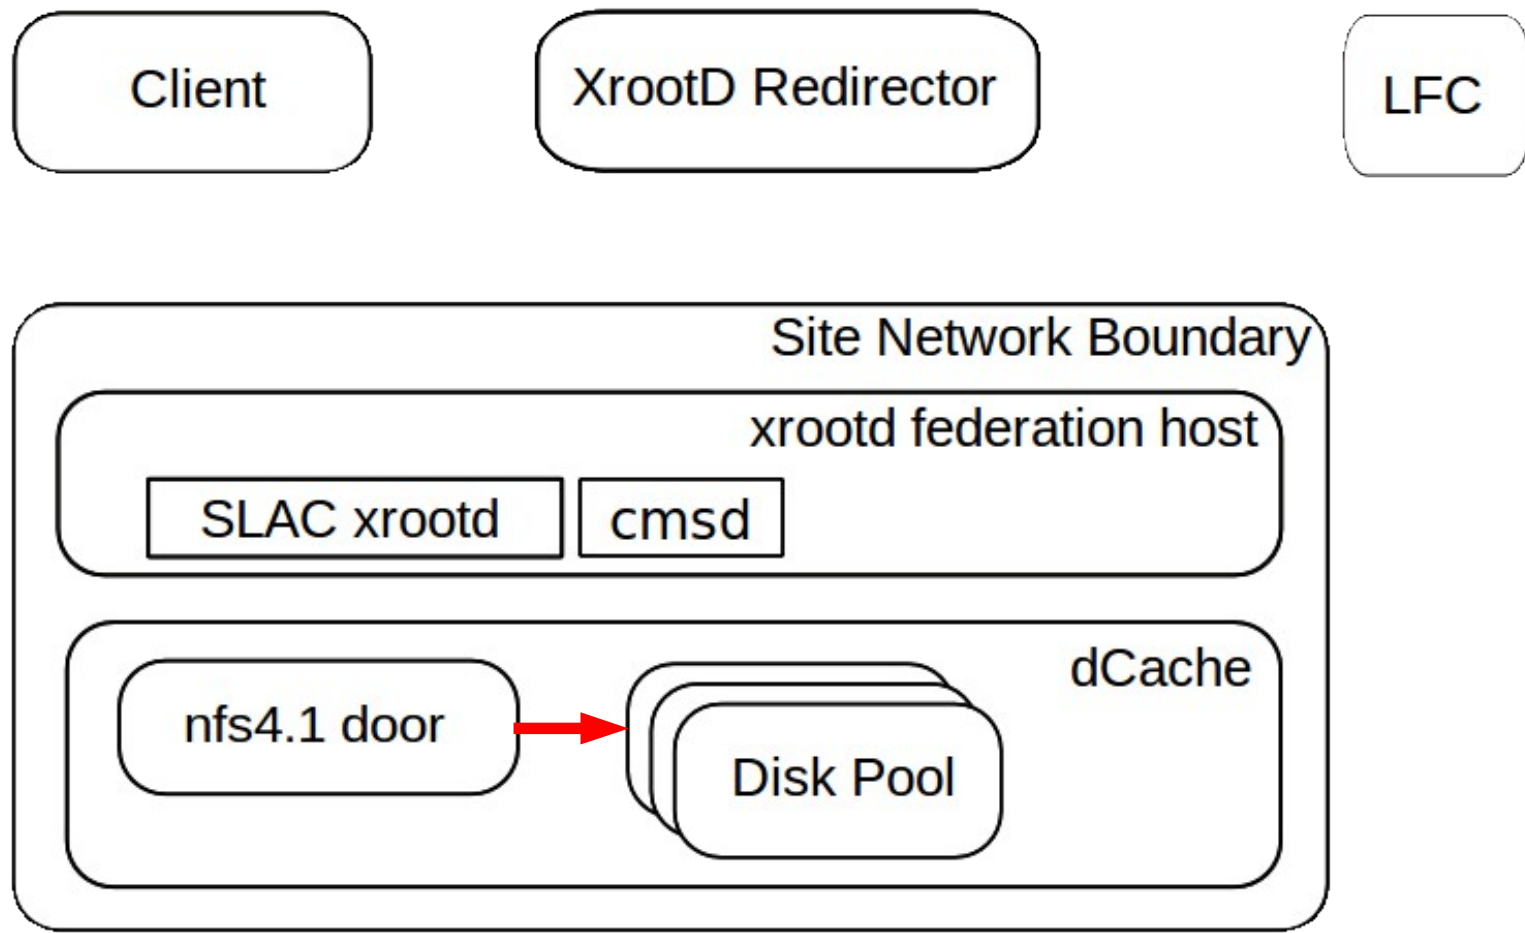 Client
XrootD Redirector
LFC
Site Network Boundary
xrootd federation host
SLAC xrootd
cmsd
dCache
nfs4.1 door
Disk Pool